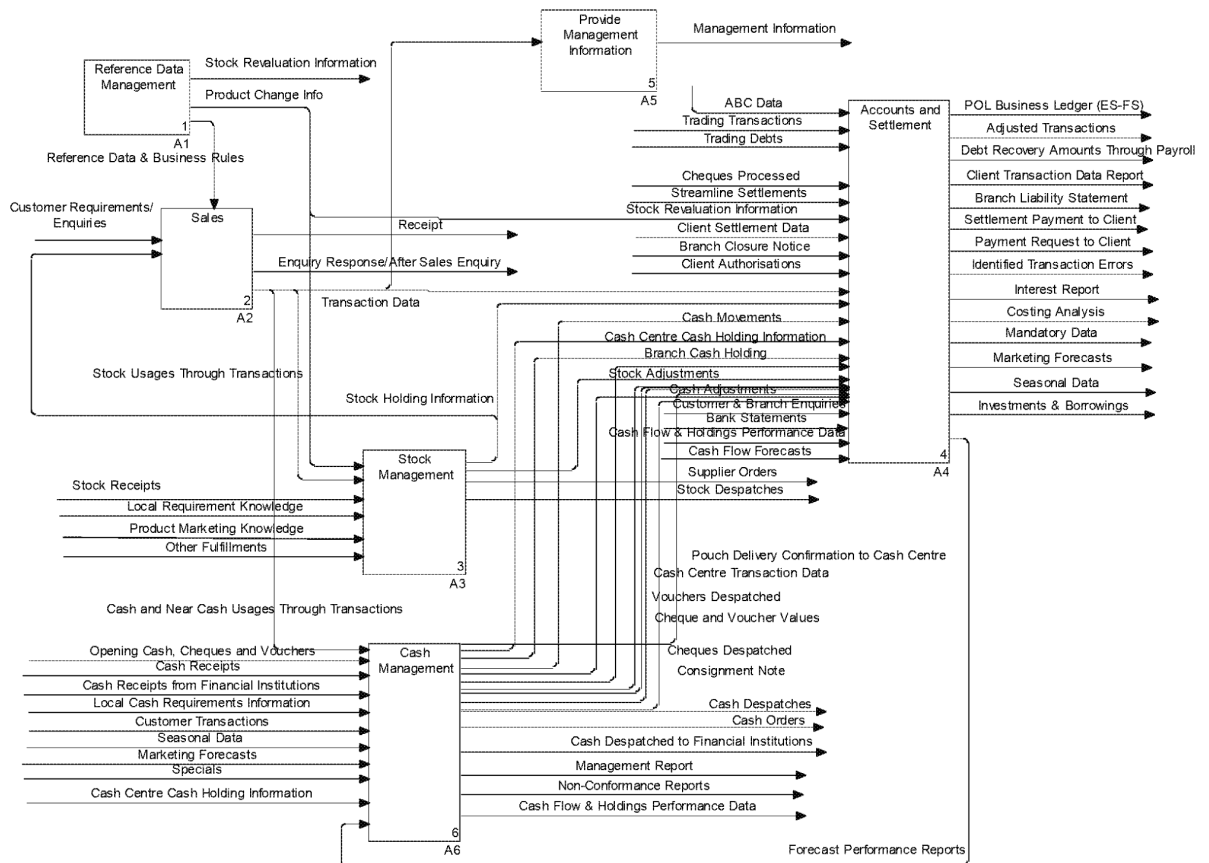 Provide
Management
Information
5
A5
Management Information
Reference Data
Management
1
A1
Stock Revaluation Information
Product Change Info
Reference Data & Business Rules
ABC Data
Trading Transactions
Trading Debts
Cheques Processed
Streamline Settlements
Stock Revaluation Information
Client Settlement Data
Branch Closure Notice
Client Authorisations
Accounts and
Settlement
4
A4
POL Business Ledger (ES-FS)
Adjusted Transactions
Debt Recovery Amounts Through Payroll
Client Transaction Data Report
Branch Liability Statement
Settlement Payment to Client
Payment Request to Client
Identified Transaction Errors
Interest Report
Costing Analysis
Mandatory Data
Marketing Forecasts
Seasonal Data
Investments & Borrowings
Customer Requirements/
Enquiries
Sales
2
A2
Receipt
Enquiry Response/After Sales Enquiry
Transaction Data
Cash Movements
Cash Centre Cash Holding Information
Branch Cash Holding
Stock Adjustments
Cash Adjustments
Customer & Branch Enquiries
Bank Statements
Cash Flow & Holdings Performance Data
Cash Flow Forecasts
Stock Usages Through Transactions
Stock Holding Information
Stock
Management
3
A3
Supplier Orders
Stock Despatches
Stock Receipts
Local Requirement Knowledge
Product Marketing Knowledge
Other Fulfillments
Pouch Delivery Confirmation to Cash Centre
Cash Centre Transaction Data
Vouchers Despatched
Cheque and Voucher Values
Cheques Despatched
Consignment Note
Cash and Near Cash Usages Through Transactions
Opening Cash, Cheques and Vouchers
Cash Receipts
Cash Receipts from Financial Institutions
Local Cash Requirements Information
Customer Transactions
Seasonal Data
Marketing Forecasts
Specials
Cash Centre Cash Holding Information
Cash
Management
6
A6
Cash Despatches
Cash Orders
Cash Despatched to Financial Institutions
Management Report
Non-Conformance Reports
Cash Flow & Holdings Performance Data
Forecast Performance Reports